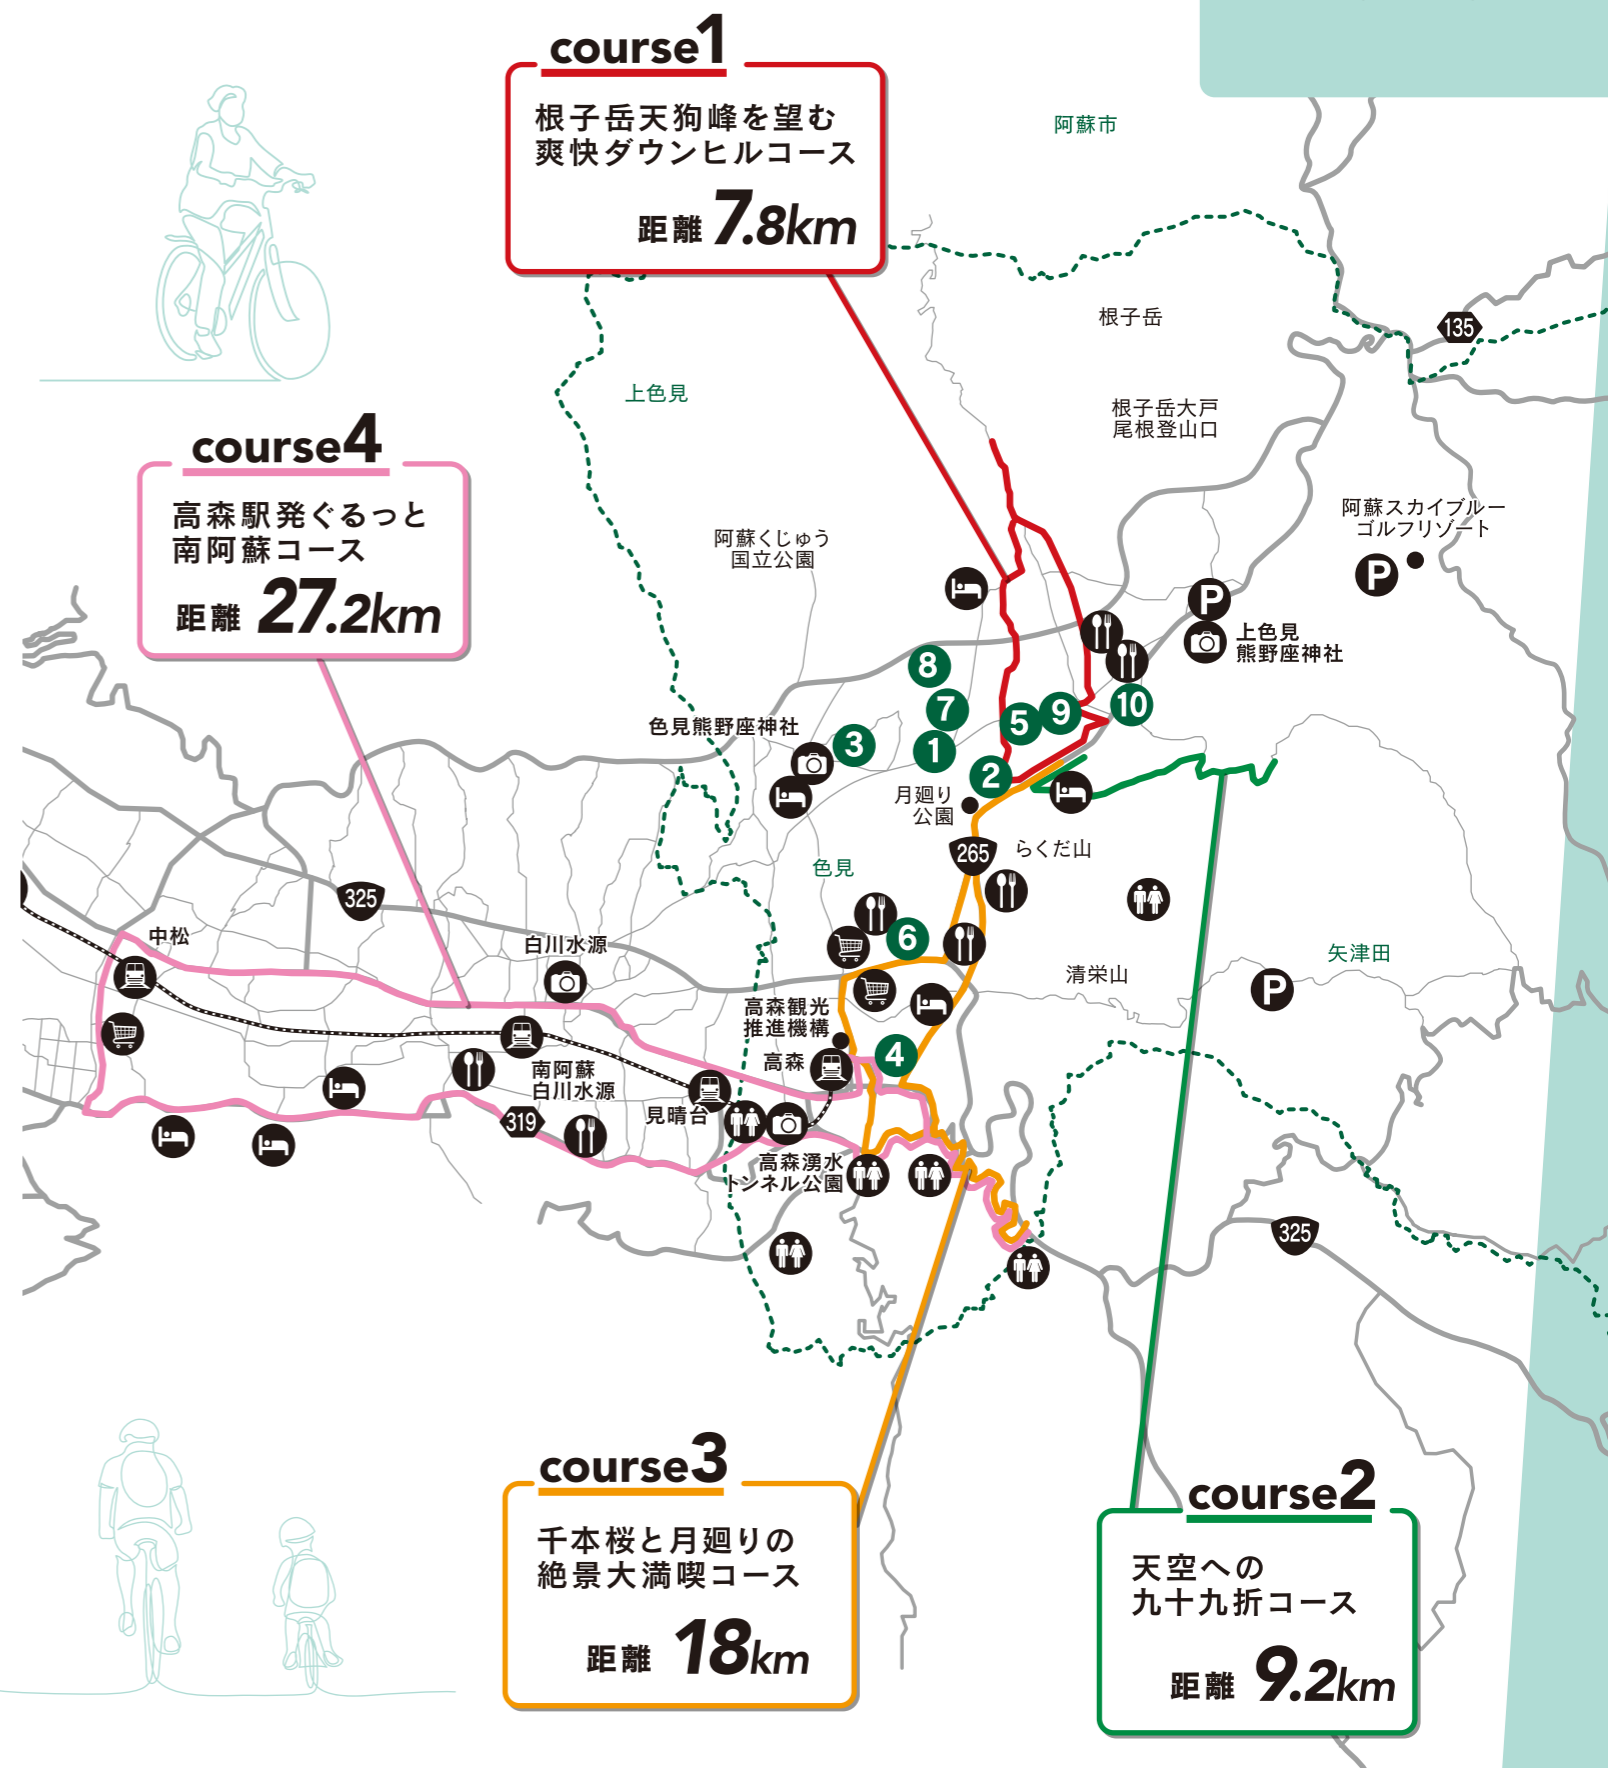 course1
根子岳天狗峰を望む
爽快ダウンヒルコース
距離 7.8km
阿蘇市
根子岳
135
上色見
根子岳大戸
尾根登山口
course4
高森駅発ぐるっと
南阿蘇コース
距離 27.2km
阿蘇くじゅう
国立公園
阿蘇スカイブルー
ゴルフリゾート
P
P
上色見
熊野座神社
8
7
5
9
10
色見熊野座神社
3
1
2
月廻り
公園
265
らくだ山
色見
325
中松
白川水源
6
清栄山
矢津田
P
高森観光
推進機構
高森
4
南阿蘇
白川水源
見晴台
319
高森湧水
トンネル公園
325
course3
千本桜と月廻りの
絶景大満喫コース
距離 18km
course2
天空への
九十九折コース
距離 9.2km